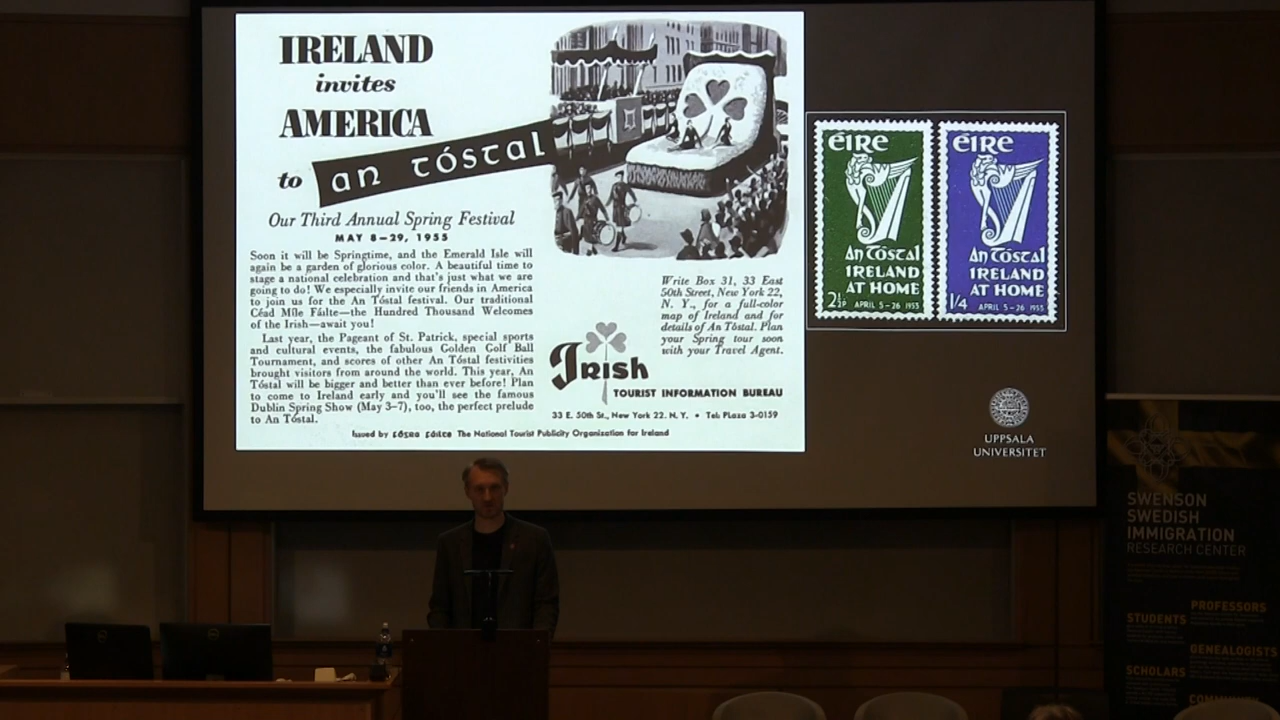 IRELAND
invites
AMERICA
to an tóstal
Our Third Annual Spring Festival
MAY 8–29, 1955
Soon it will be Springtime, and the Emerald Isle will
again be a garden of glorious color. A beautiful time to
stage a national celebration and that's just what we are
going to do! We especially invite our friends in America
to join us for the An Tóstal festival. Our traditional
Céad Míle Fáilte—the Hundred Thousand Welcomes
of the Irish—await you!
Last year, the Pageant of St. Patrick, special sports
and cultural events, the fabulous Golden Golf Ball
Tournament, and scores of other An Tóstal festivities
brought visitors from around the world. This year, An
Tóstal will be bigger and better than ever before! Plan
to come to Ireland early and you'll see the famous
Dublin Spring Show (May 3–7), too, the perfect prelude
to An Tóstal.
Write Box 31, 33 East
50th Street, New York 22,
N. Y., for a full-color
map of Ireland and for
details of An Tóstal. Plan
your Spring tour soon
with your Travel Agent.
Irish
TOURIST INFORMATION BUREAU
33 E. 50th St., New York 22. N. Y. • Tel: Plaza 3-0159
Issued by Fógra Fáilte The National Tourist Publicity Organization for Ireland
éire
An Tóstal
IRELAND
AT HOME
2½P APRIL 5-26 1953
éire
An Tóstal
IRELAND
AT HOME
1/4 APRIL 5-26 1953
UPPSALA
UNIVERSITET
SWENSON
SWEDISH
IMMIGRATION
RESEARCH CENTER
PROFESSORS
STUDENTS
GENEALOGISTS
SCHOLARS